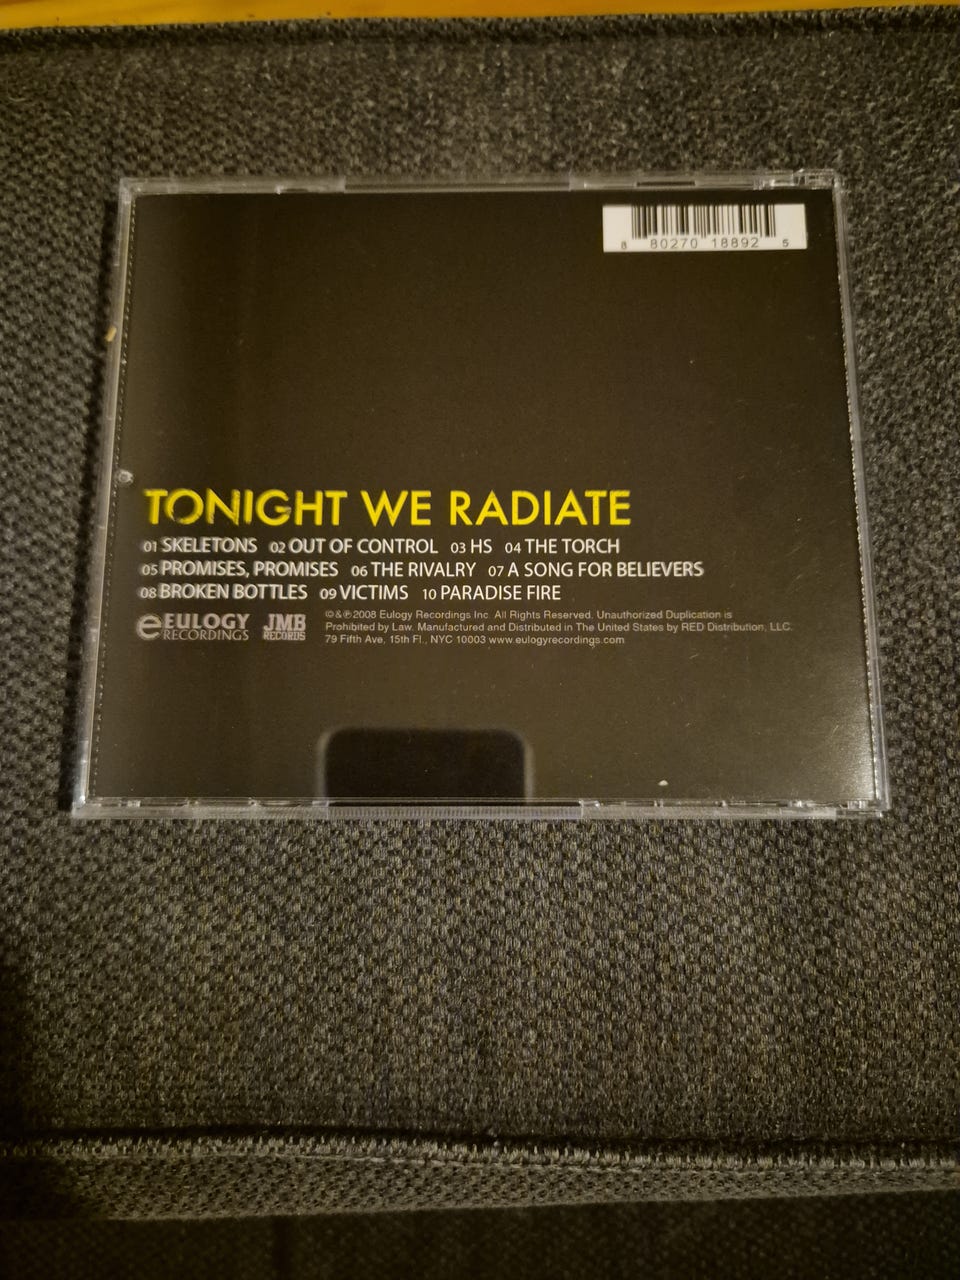 8 80270 18892 5
TONIGHT WE RADIATE
01 SKELETONS 02 OUT OF CONTROL 03 HS 04 THE TORCH
05 PROMISES, PROMISES 06 THE RIVALRY 07 A SONG FOR BELIEVERS
08 BROKEN BOTTLES 09 VICTIMS 10 PARADISE FIRE
e EULOGY RECORDINGS
JMB RECORDS
©&℗2008 Eulogy Recordings Inc. All Rights Reserved. Unauthorized Duplication is
Prohibited by Law. Manufactured and Distributed in The United States by RED Distribution, LLC.
79 Fifth Ave, 15th Fl., NYC 10003 www.eulogyrecordings.com